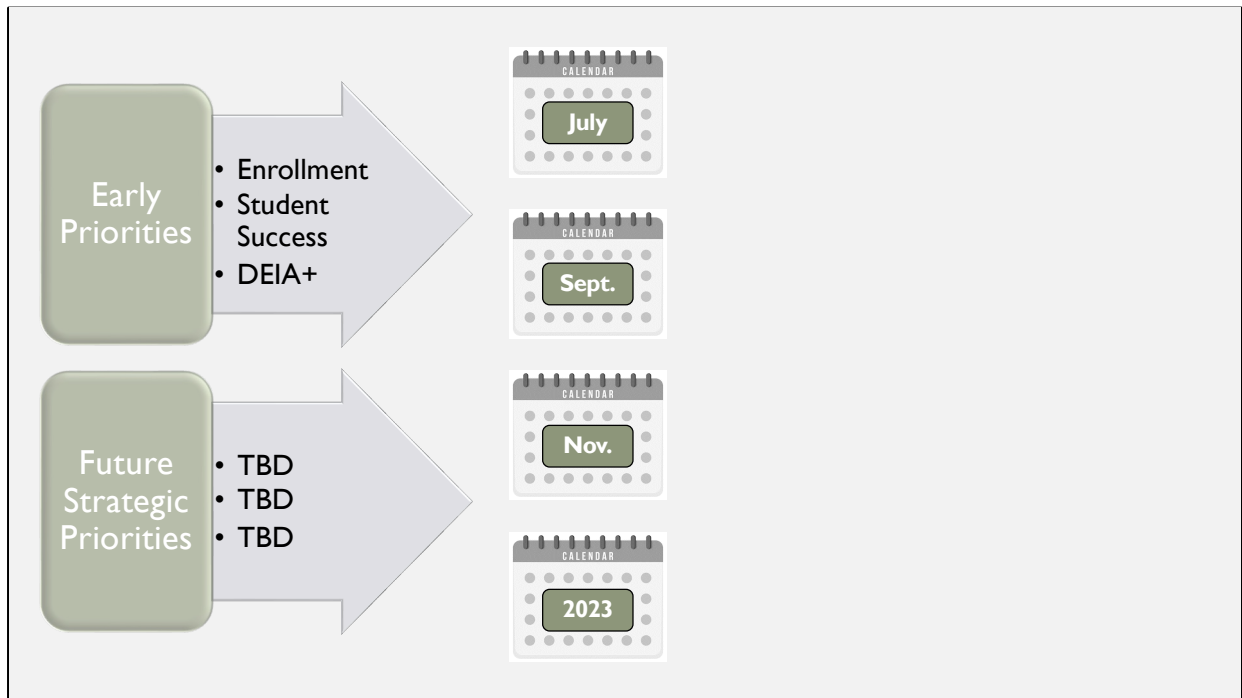 Early
Priorities
• Enrollment
• Student
Success
• DEIA+
Future
Strategic
Priorities
• TBD
• TBD
• TBD
CALENDAR
July
CALENDAR
Sept.
CALENDAR
Nov.
CALENDAR
2023